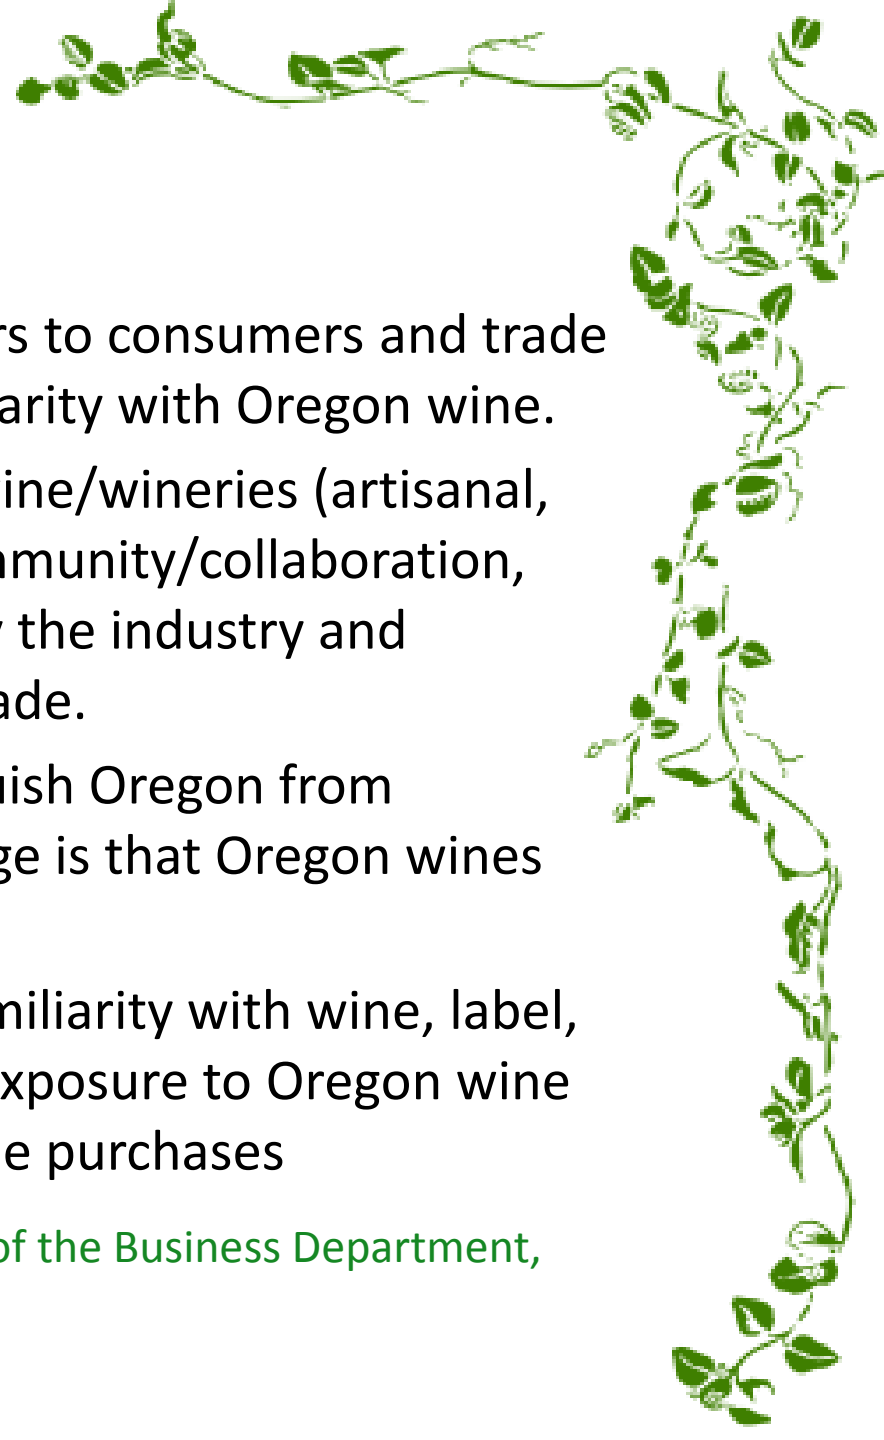 rs to consumers and trade
arity with Oregon wine.
ine/wineries (artisanal,
mmunity/collaboration,
the industry and
ade.
uish Oregon from
ge is that Oregon wines
miliarity with wine, label,
xposure to Oregon wine
e purchases
of the Business Department,